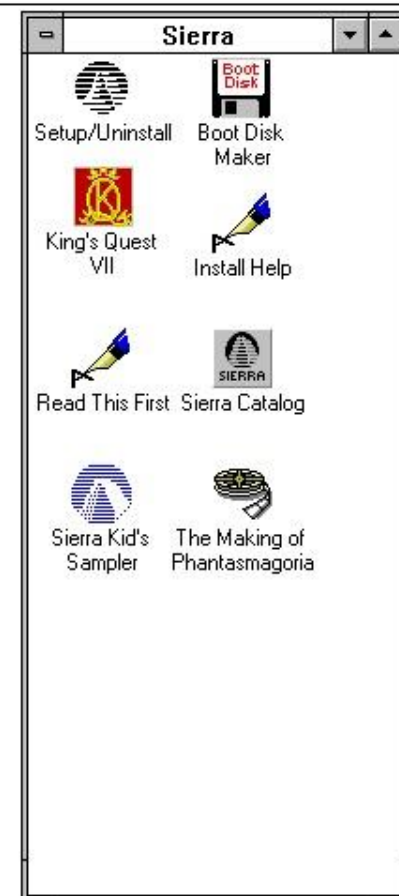 Sierra
Boot
Disk
Setup/Uninstall
Boot Disk
Maker
K
King's Quest
VII
Install Help
SIERRA
Read This First
Sierra Catalog
Sierra Kid's
Sampler
The Making of
Phantasmagoria